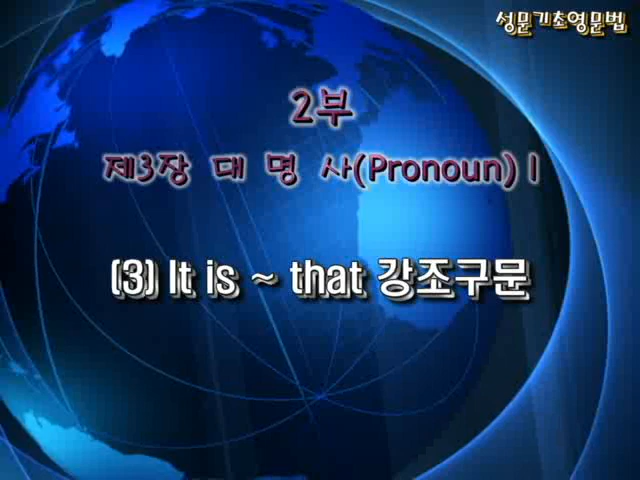 성문기초영문법
2부
제3장 대 명 사(Pronoun) I
(3) It is ~ that 강조구문